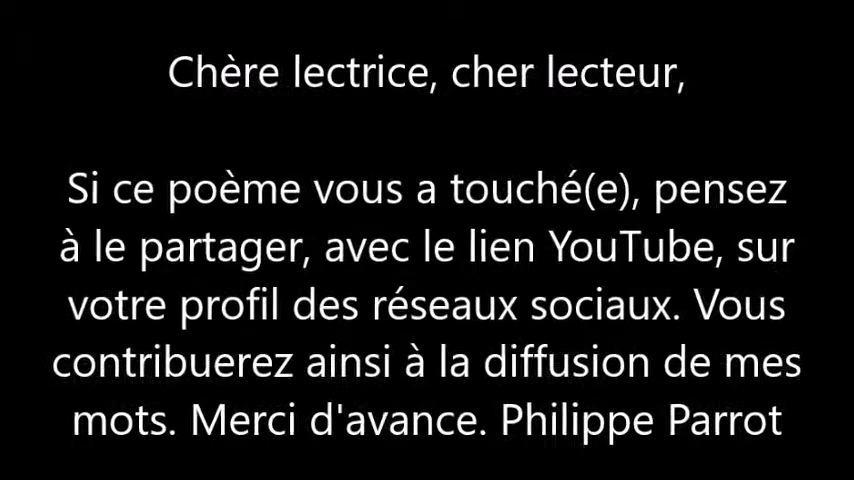 Chère lectrice, cher lecteur,
Si ce poème vous a touché(e), pensez
à le partager, avec le lien YouTube, sur
votre profil des réseaux sociaux. Vous
contribuerez ainsi à la diffusion de mes
mots. Merci d'avance. Philippe Parrot